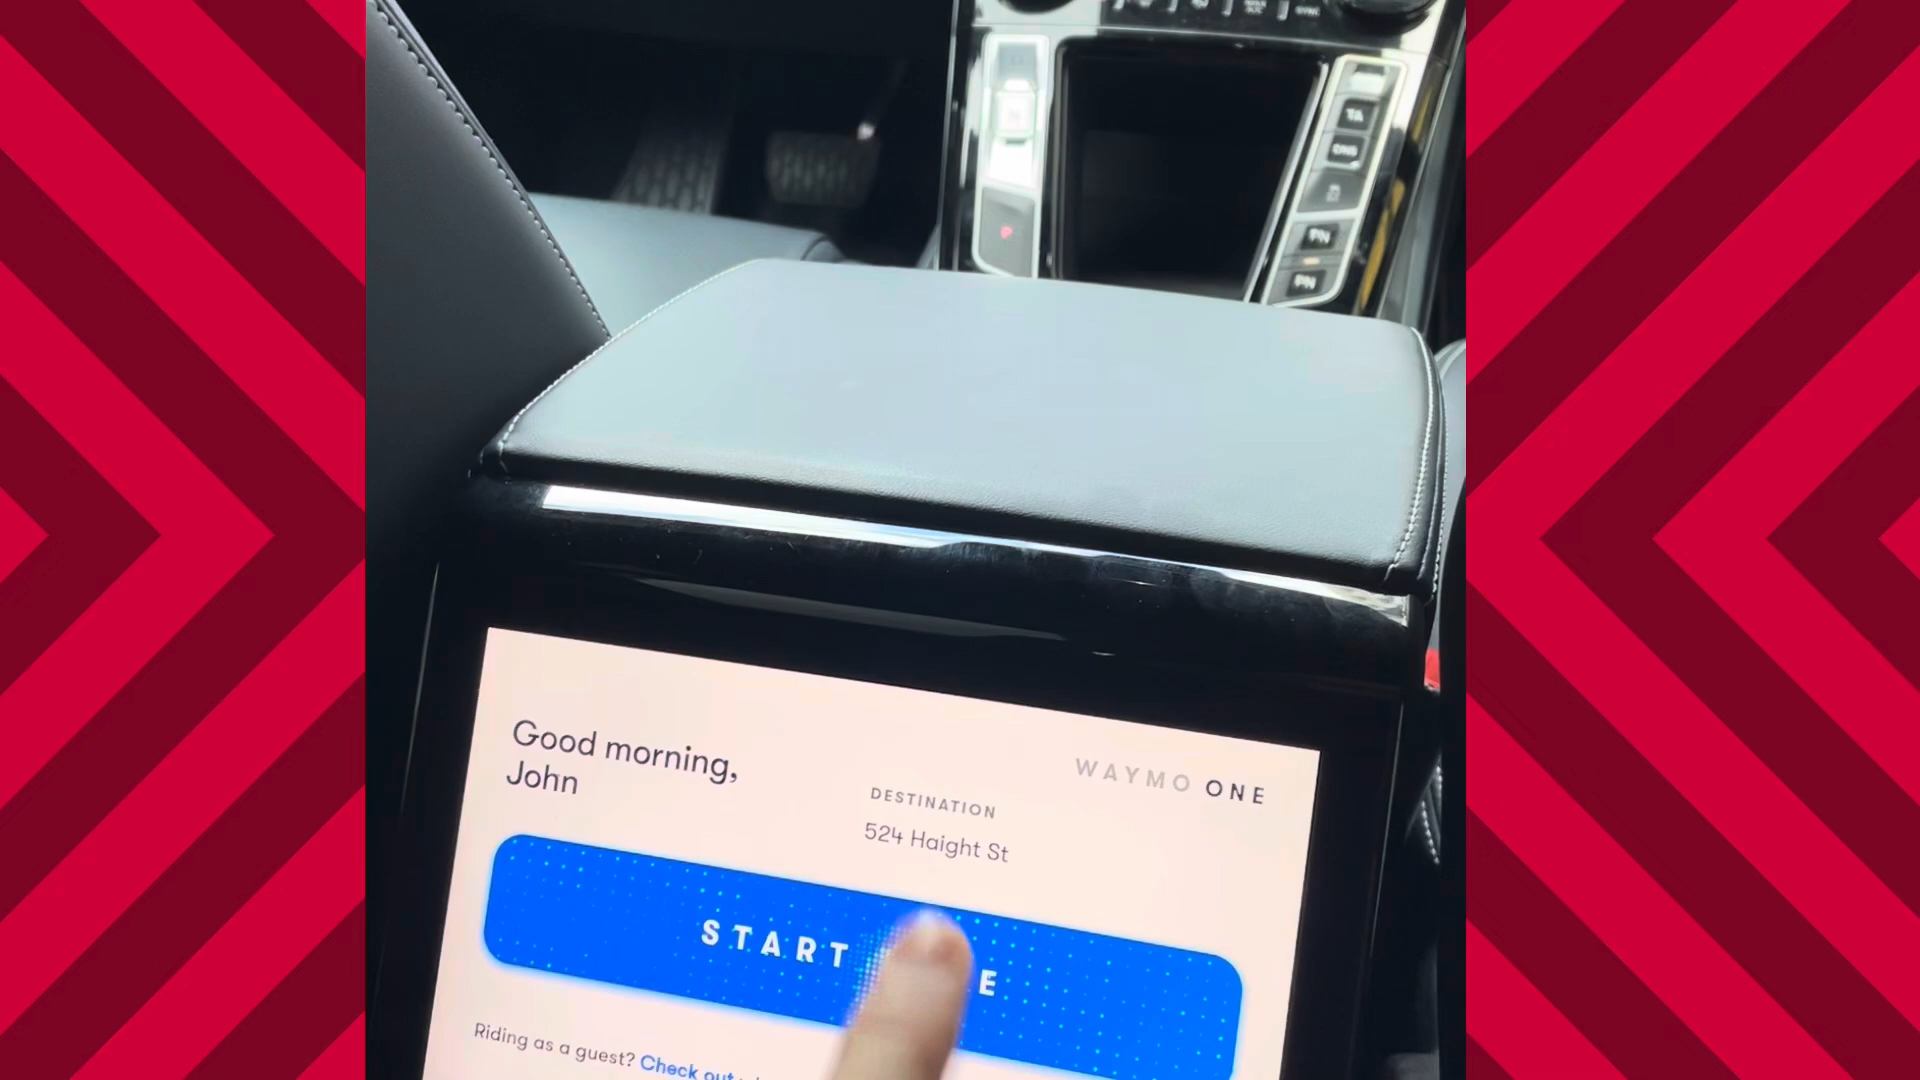 Good morning,
John
WAYMO ONE
DESTINATION
524 Haight St
START
Riding as a guest? Check out